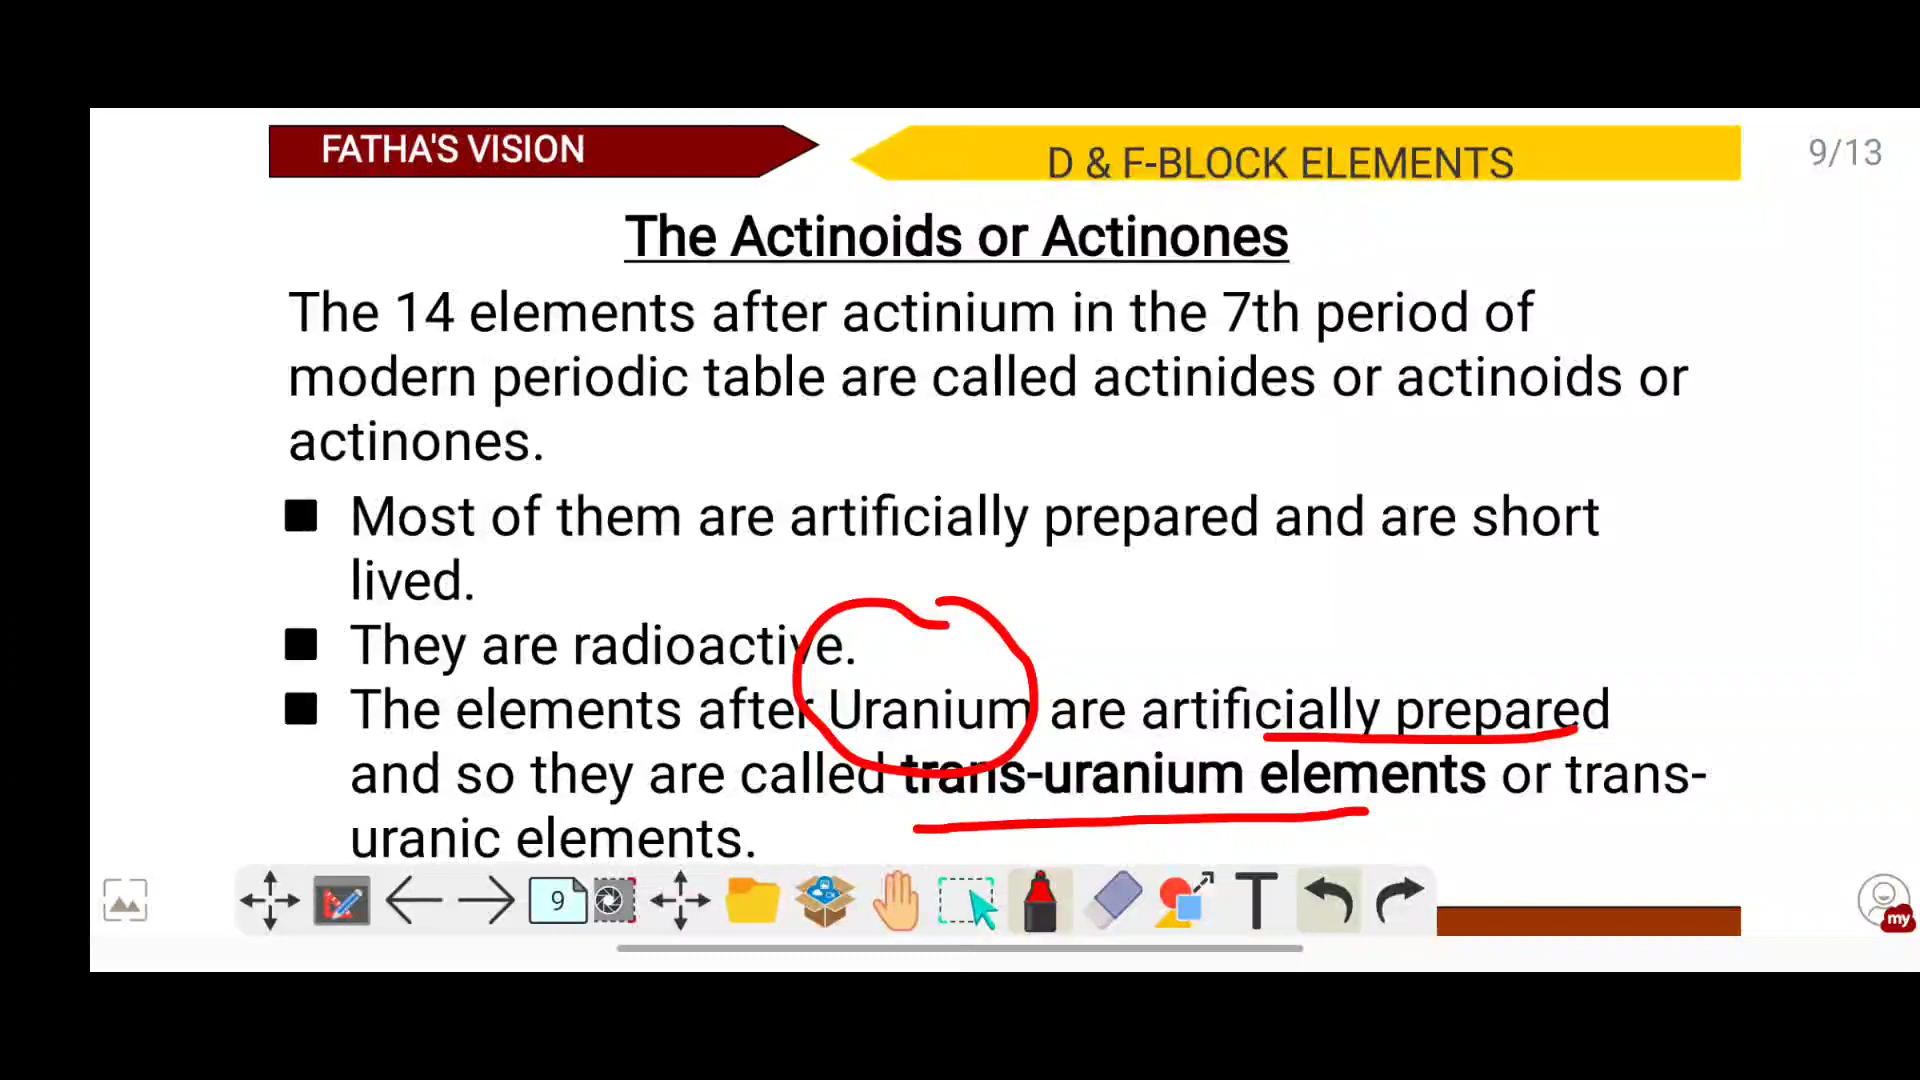 FATHA'S VISION
D & F-BLOCK ELEMENTS
9/13
The Actinoids or Actinones
The 14 elements after actinium in the 7th period of
modern periodic table are called actinides or actinoids or
actinones.
Most of them are artificially prepared and are short
lived.
They are radioactive.
The elements after Uranium are artificially prepared
and so they are called trans-uranium elements or trans-
uranic elements.
9
T
my